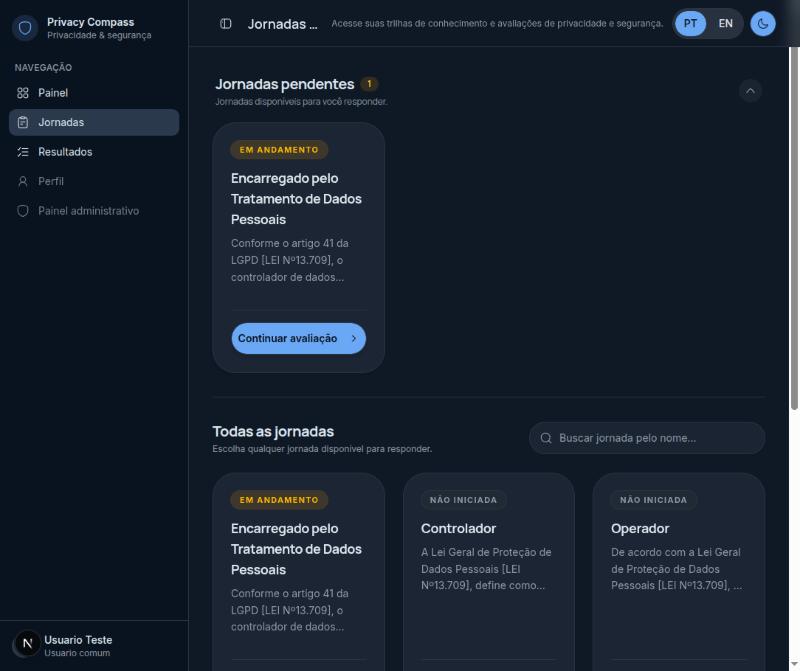 Privacy Compass
Privacidade & segurança
NAVEGAÇÃO
Painel
Jornadas
Resultados
Perfil
Painel administrativo
N
Usuario Teste
Usuario comum
Jornadas ...
Acesse suas trilhas de conhecimento e avaliações de privacidade e segurança.
PT
EN
Jornadas pendentes
1
Jornadas disponíveis para você responder.
EM ANDAMENTO
Encarregado pelo
Tratamento de Dados
Pessoais
Conforme o artigo 41 da
LGPD [LEI Nº13.709], o
controlador de dados...
Continuar avaliação
Todas as jornadas
Escolha qualquer jornada disponível para responder.
Buscar jornada pelo nome...
EM ANDAMENTO
Encarregado pelo
Tratamento de Dados
Pessoais
Conforme o artigo 41 da
LGPD [LEI Nº13.709], o
controlador de dados...
NÃO INICIADA
Controlador
A Lei Geral de Proteção de
Dados Pessoais [LEI
Nº13.709], define como...
NÃO INICIADA
Operador
De acordo com a Lei Geral
de Proteção de Dados
Pessoais [LEI Nº13.709], ...